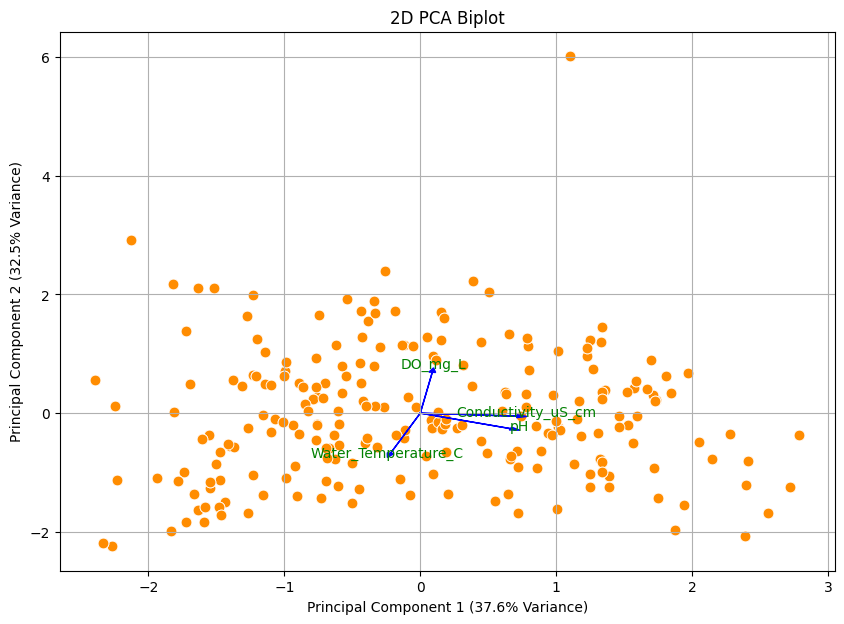 2D PCA Biplot
Principal Component 2 (32.5% Variance)
6
4
2
0
−2
DO_mg_L
Conductivity_uS_cm
pH
Water_Temperature_C
−2
−1
0
1
2
3
Principal Component 1 (37.6% Variance)